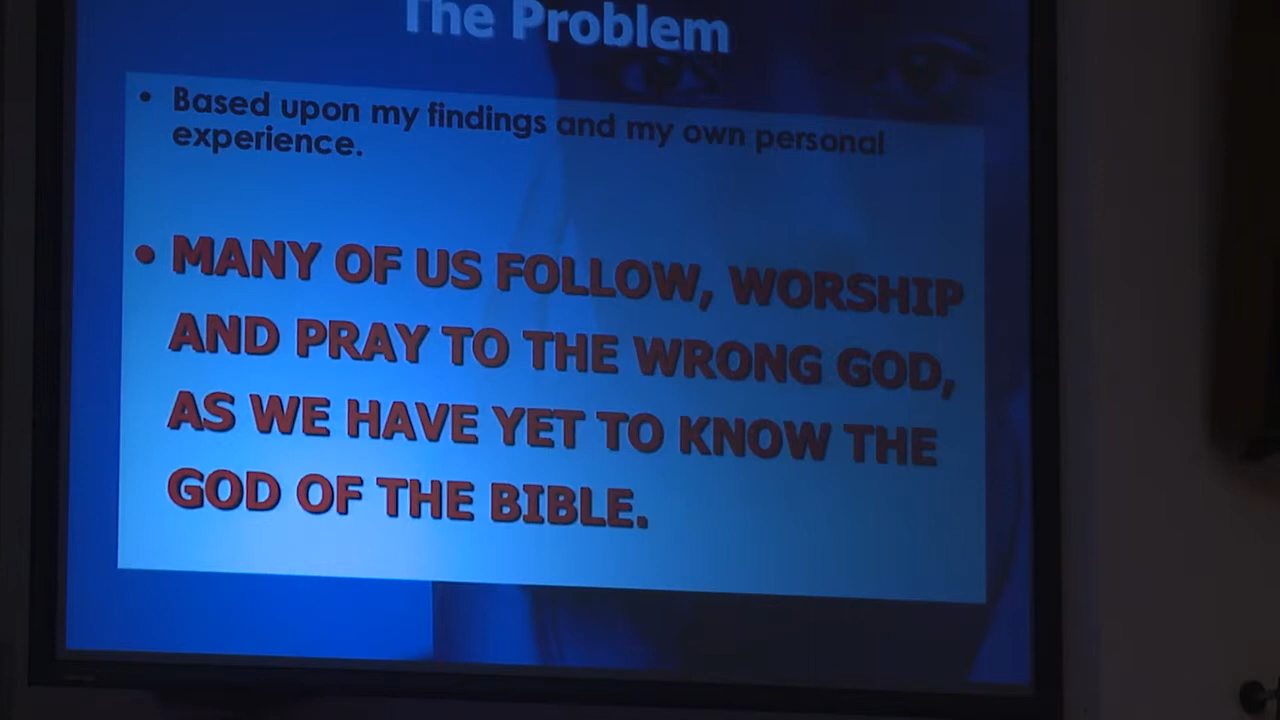 The Problem
• Based upon my findings and my own personal
experience.
• MANY OF US FOLLOW, WORSHIP
AND PRAY TO THE WRONG GOD,
AS WE HAVE YET TO KNOW THE
GOD OF THE BIBLE.